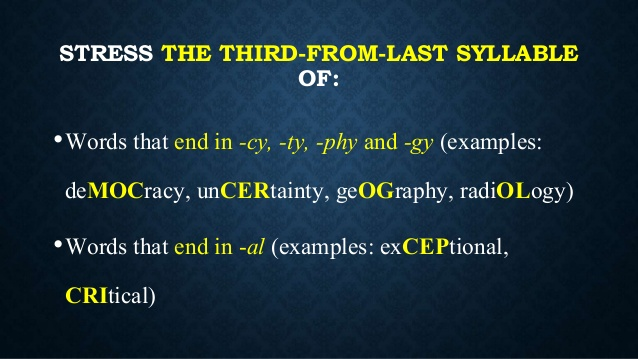 STRESS THE THIRD-FROM-LAST SYLLABLE
OF:
•Words that end in -cy, -ty, -phy and -gy (examples:
deMOCracy, unCERtainty, geOGraphy, radiOLogy)
•Words that end in -al (examples: exCEPtional,
CRItical)